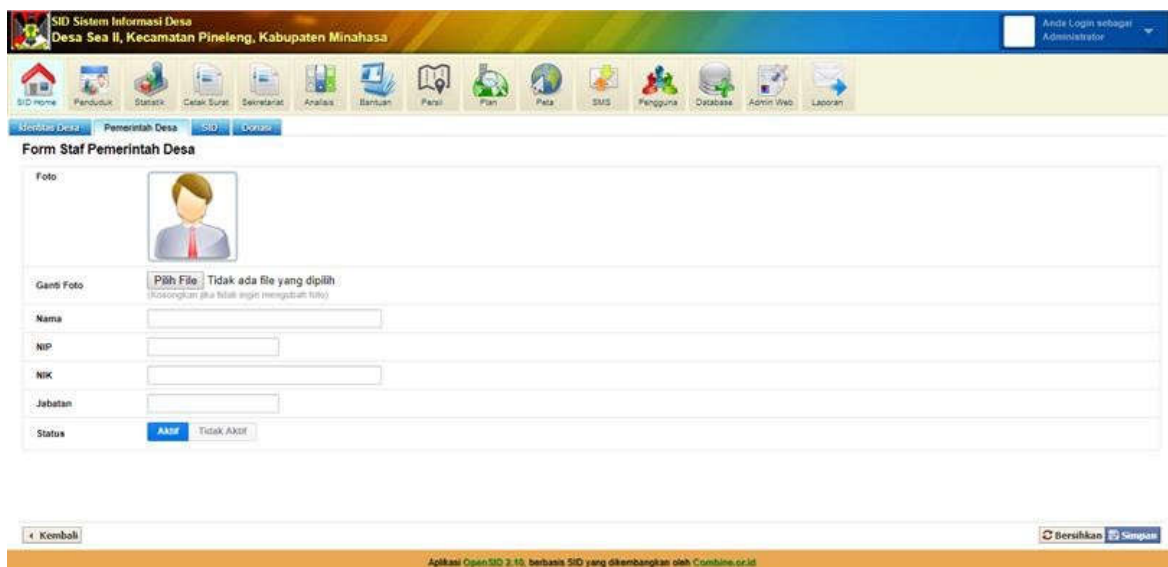 SID Sistem Informasi Desa
Desa Sea II, Kecamatan Pineleng, Kabupaten Minahasa
Anda Login sebagai
Administrator
SID Home Penduduk Statistik Cetak Surat Sekretariat Analisis Bantuan Persil Plan Peta SMS Pengguna Database Admin Web Laporan
Identitas Desa Pemerintah Desa SID Donasi
Form Staf Pemerintah Desa
Foto
Ganti Foto Pilih File Tidak ada file yang dipilih
(Kosongkan jika tidak ingin mengubah foto)
Nama
NIP
NIK
Jabatan
Status Aktif Tidak Aktif
Kembali Bersihkan Simpan
Aplikasi OpenSID 3.10, berbasis SID yang dikembangkan oleh Combine.or.id